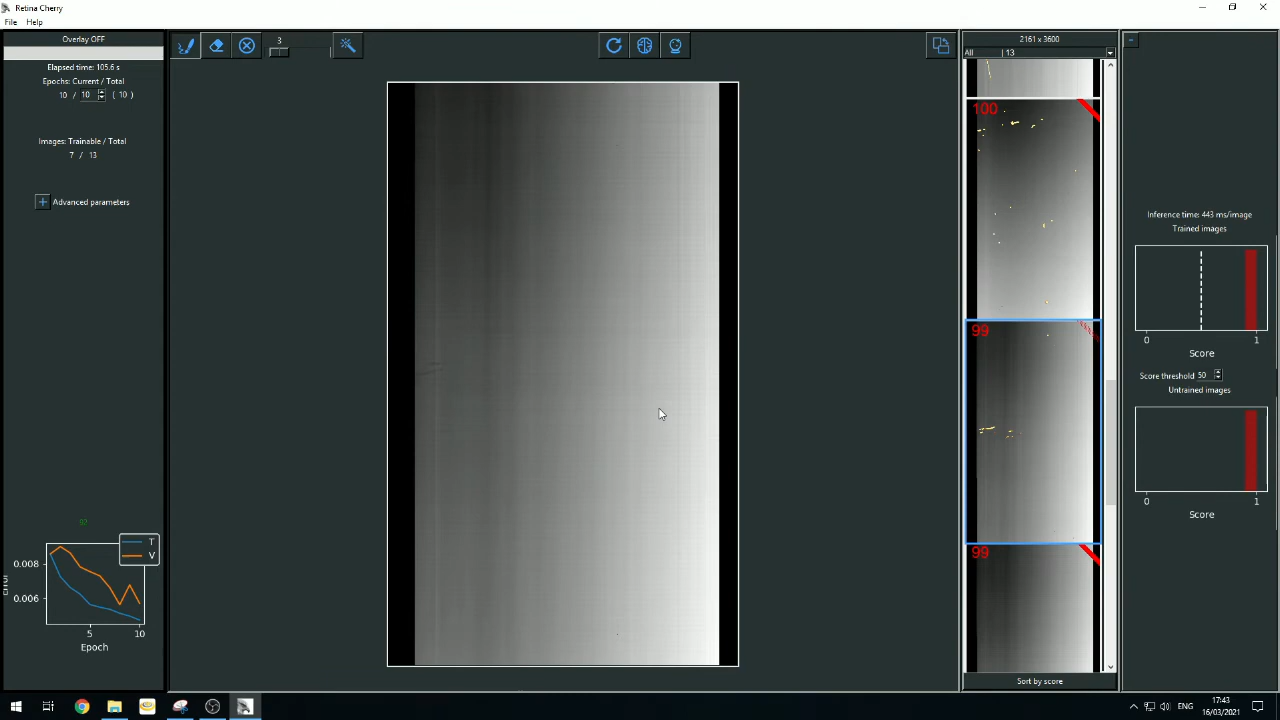 Retina Cherry
File Help
Overlay OFF
Elapsed time: 105.6 s
Epochs: Current / Total
10 / 10 ( 10 )
Images: Trainable / Total
7 / 13
+ Advanced parameters
92
T
V
0.008
0.006
Error
5 10
Epoch
3
2161 x 3600
All | 13
100
99
99
Sort by score
-
Inference time: 443 ms/image
Trained images
0 1
Score
Score threshold 50
Untrained images
0 1
Score
ENG
17:43
16/03/2021